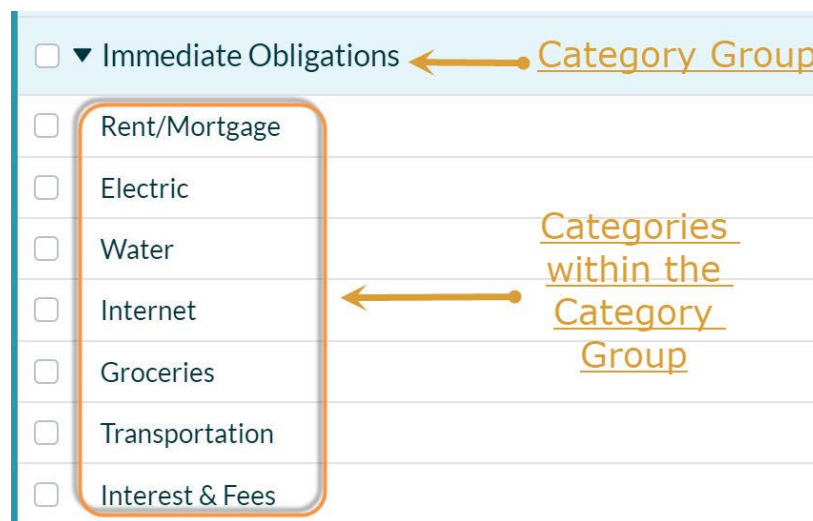 Immediate Obligations Category Group
Rent/Mortgage
Electric
Water
Internet
Groceries
Transportation
Interest & Fees
Categories
within the
Category
Group